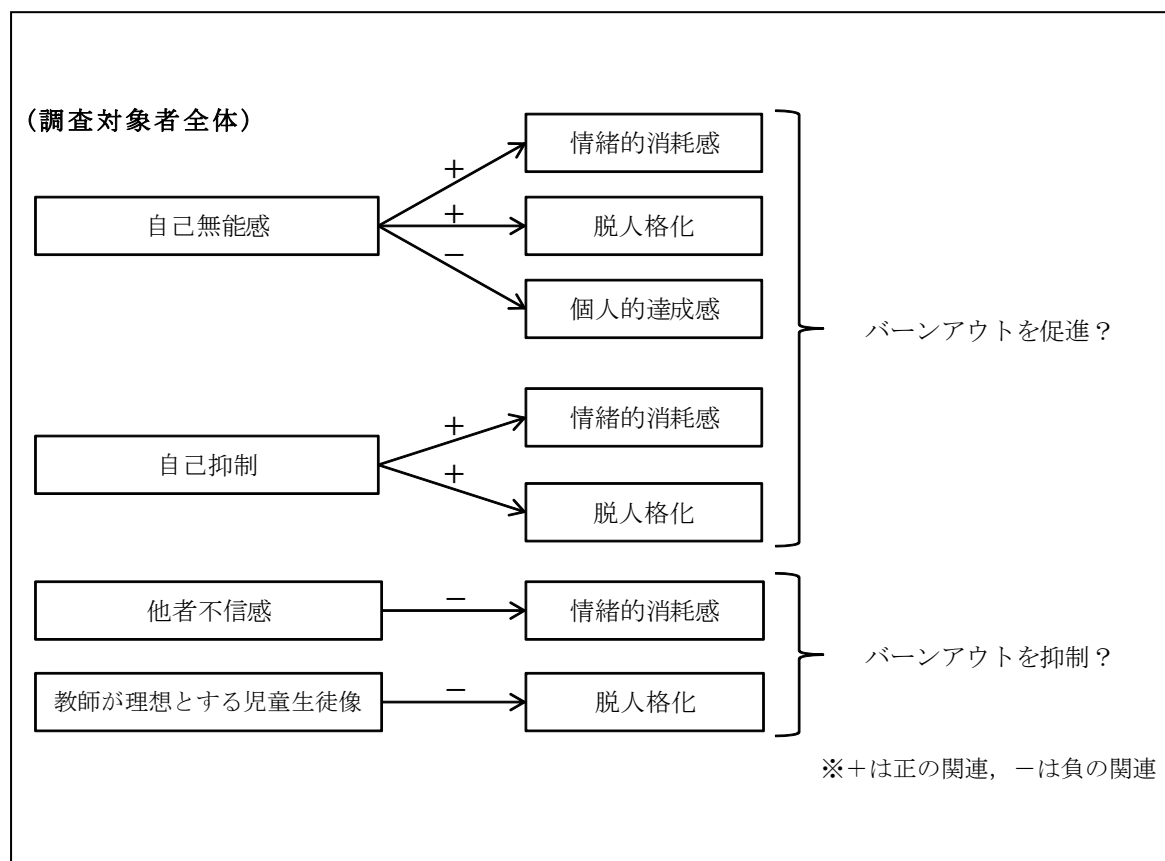 (調査対象者全体)
情緒的消耗感
+
自己無能感
+
脱人格化
−
個人的達成感
バーンアウトを促進？
情緒的消耗感
+
自己抑制
+
脱人格化
他者不信感
−
情緒的消耗感
バーンアウトを抑制？
教師が理想とする児童生徒像
−
脱人格化
※＋は正の関連，－は負の関連